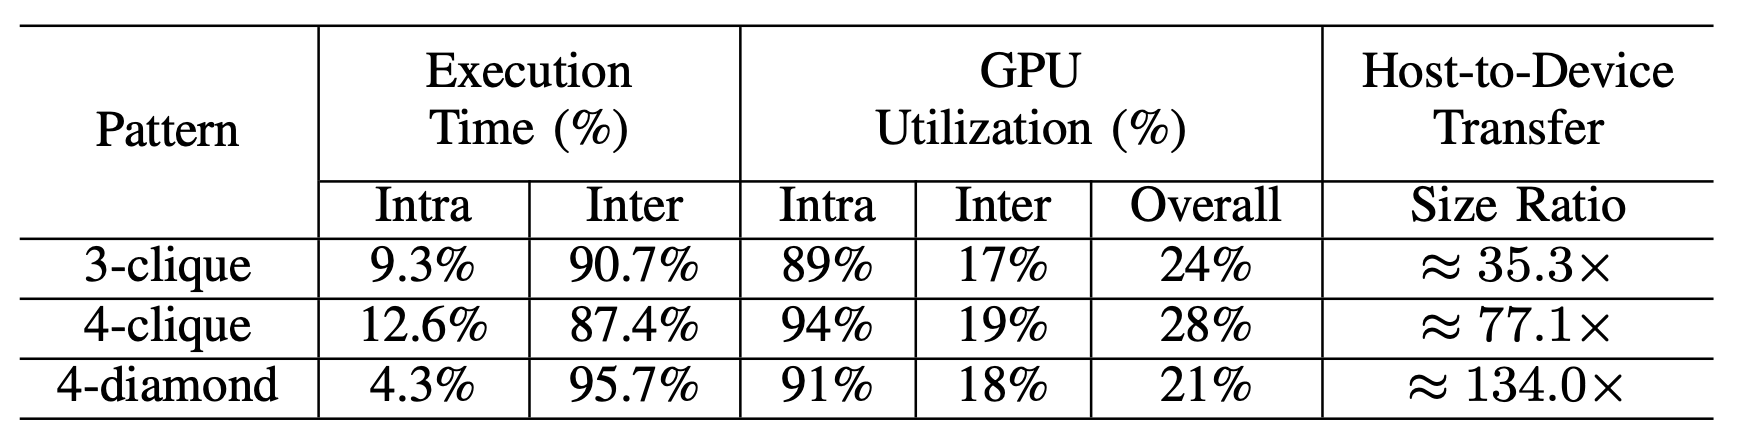 Pattern
Execution
Time (%)
GPU
Utilization (%)
Host-to-Device
Transfer
Intra Inter Intra Inter Overall Size Ratio
3-clique 9.3% 90.7% 89% 17% 24% ≈ 35.3×
4-clique 12.6% 87.4% 94% 19% 28% ≈ 77.1×
4-diamond 4.3% 95.7% 91% 18% 21% ≈ 134.0×